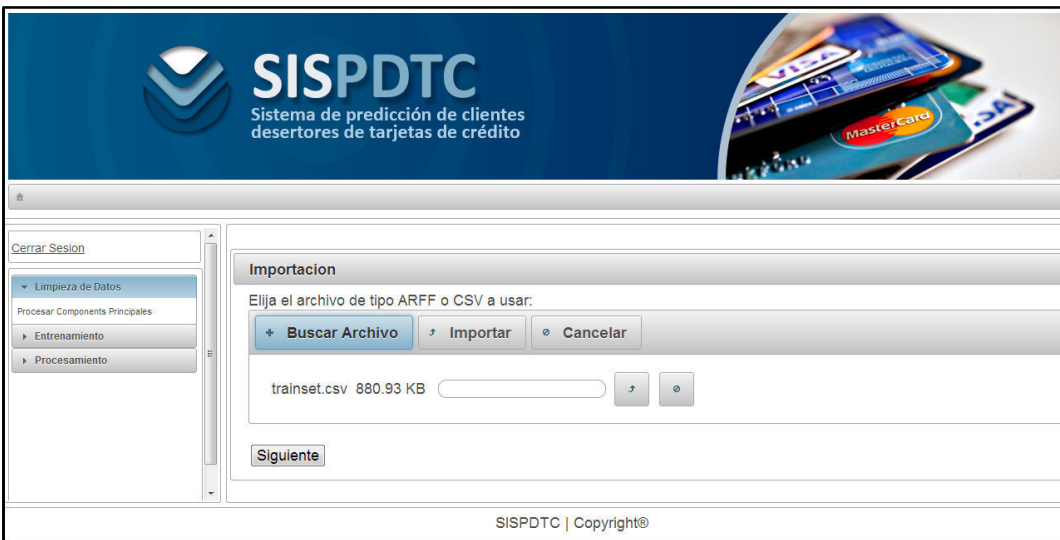 SISPDTC
Sistema de predicción de clientes
desertores de tarjetas de crédito
VISA
MasterCard
Cerrar Sesion
Limpieza de Datos
Procesar Components Principales
Entrenamiento
Procesamiento
Importacion
Elija el archivo de tipo ARFF o CSV a usar:
Buscar Archivo
Importar
Cancelar
trainset.csv 880.93 KB
Siguiente
SISPDTC | Copyright®